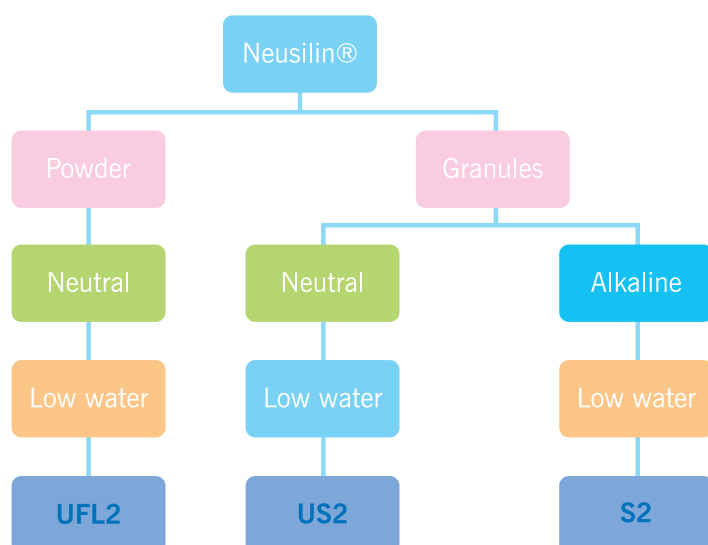 Neusilin®
Powder
Granules
Neutral
Neutral
Alkaline
Low water
Low water
Low water
UFL2
US2
S2